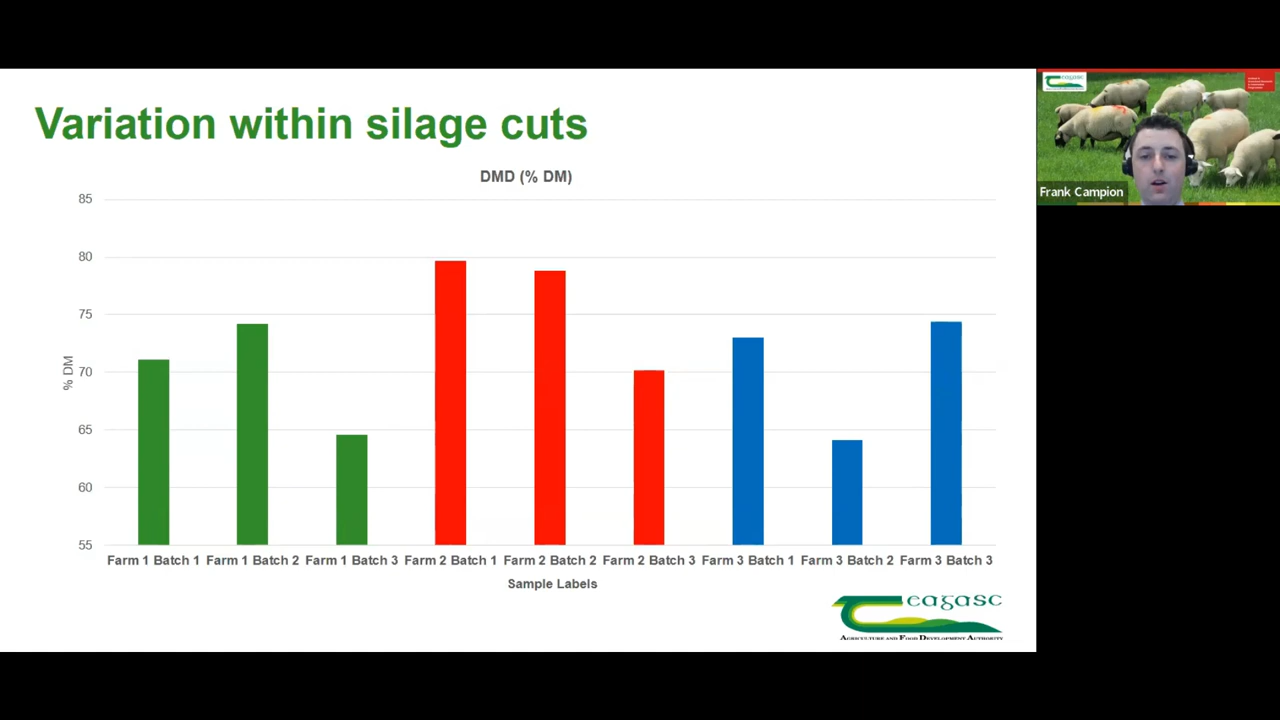 Variation within silage cuts
DMD (% DM)
85
80
75
70
65
60
55
% DM
Farm 1 Batch 1 Farm 1 Batch 2 Farm 1 Batch 3 Farm 2 Batch 1 Farm 2 Batch 2 Farm 2 Batch 3 Farm 3 Batch 1 Farm 3 Batch 2 Farm 3 Batch 3
Sample Labels
eagasc
AGRICULTURE AND FOOD DEVELOPMENT AUTHORITY
eagasc
Frank Campion